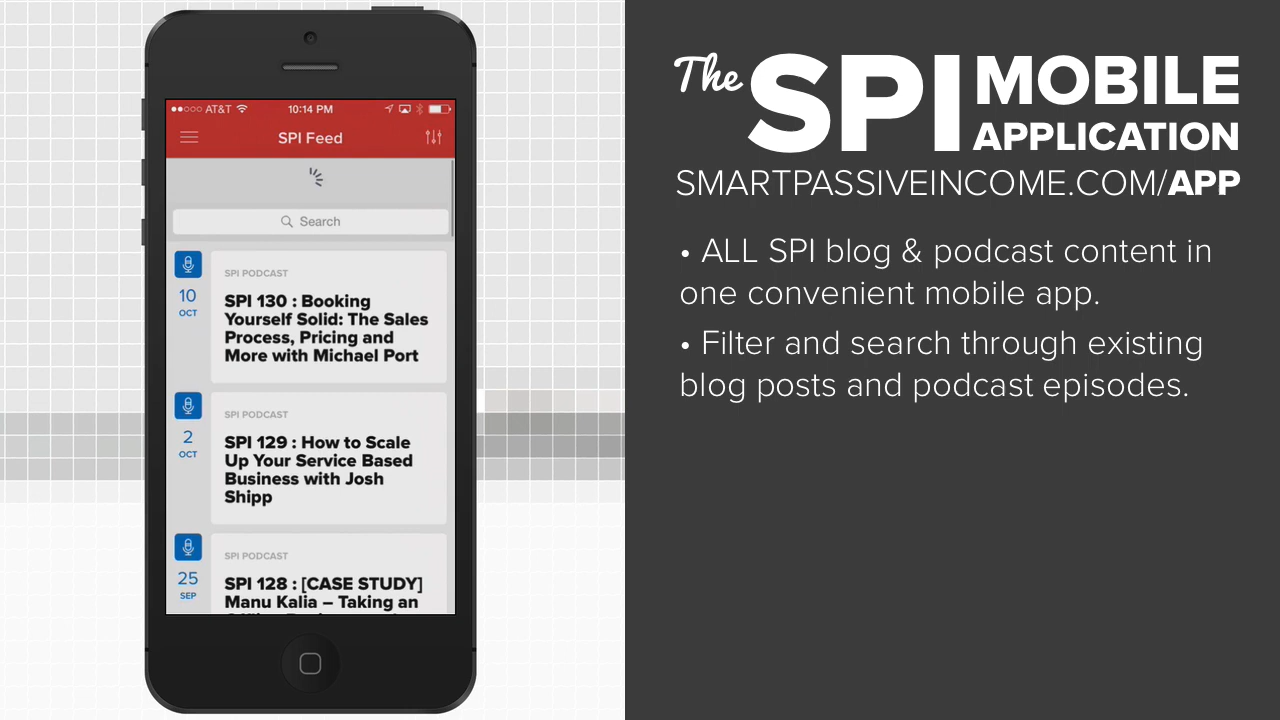 AT&T
10:14 PM
SPI Feed
Search
SPI PODCAST
10
OCT
SPI 130 : Booking
Yourself Solid: The Sales
Process, Pricing and
More with Michael Port
SPI PODCAST
2
OCT
SPI 129 : How to Scale
Up Your Service Based
Business with Josh
Shipp
SPI PODCAST
25
SEP
SPI 128 : [CASE STUDY]
Manu Kalia – Taking an
The SPI MOBILE
APPLICATION
SMARTPASSIVEINCOME.COM/APP
• ALL SPI blog & podcast content in
one convenient mobile app.
• Filter and search through existing
blog posts and podcast episodes.